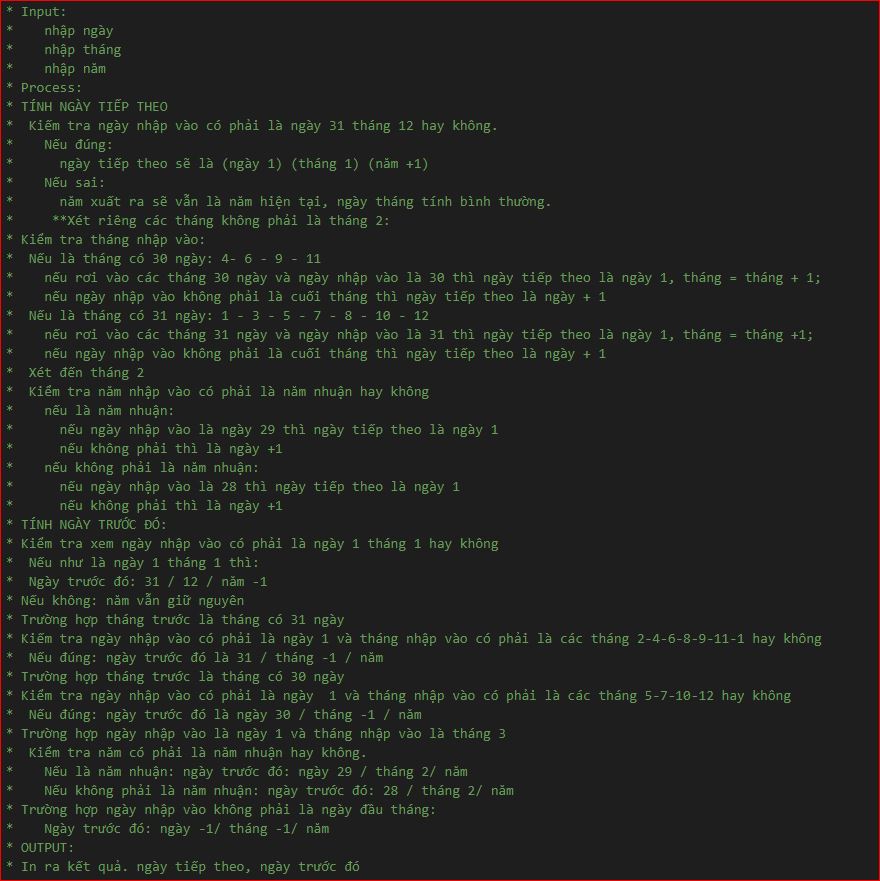 * Input:
*    nhập ngày
*    nhập tháng
*    nhập năm
* Process:
* TÍNH NGÀY TIẾP THEO
*  Kiếm tra ngày nhập vào có phải là ngày 31 tháng 12 hay không.
*    Nếu đúng:
*      ngày tiếp theo sẽ là (ngày 1) (tháng 1) (năm +1)
*    Nếu sai:
*      năm xuất ra sẽ vẫn là năm hiện tại, ngày tháng tính bình thường.
*     **Xét riêng các tháng không phải là tháng 2:
* Kiểm tra tháng nhập vào:
*  Nếu là tháng có 30 ngày: 4- 6 - 9 - 11
*    nếu rơi vào các tháng 30 ngày và ngày nhập vào là 30 thì ngày tiếp theo là ngày 1, tháng = tháng + 1;
*    nếu ngày nhập vào không phải là cuối tháng thì ngày tiếp theo là ngày + 1
*  Nếu là tháng có 31 ngày: 1 - 3 - 5 - 7 - 8 - 10 - 12
*    nếu rơi vào các tháng 31 ngày và ngày nhập vào là 31 thì ngày tiếp theo là ngày 1, tháng = tháng +1;
*    nếu ngày nhập vào không phải là cuối tháng thì ngày tiếp theo là ngày + 1
*  Xét đến tháng 2
*  Kiểm tra năm nhập vào có phải là năm nhuận hay không
*    nếu là năm nhuận:
*      nếu ngày nhập vào là ngày 29 thì ngày tiếp theo là ngày 1
*      nếu không phải thì là ngày +1
*    nếu không phải là năm nhuận:
*      nếu ngày nhập vào là 28 thì ngày tiếp theo là ngày 1
*      nếu không phải thì là ngày +1
* TÍNH NGÀY TRƯỚC ĐÓ:
* Kiểm tra xem ngày nhập vào có phải là ngày 1 tháng 1 hay không
*  Nếu như là ngày 1 tháng 1 thì:
*  Ngày trước đó: 31 / 12 / năm -1
* Nếu không: năm vẫn giữ nguyên
* Trường hợp tháng trước là tháng có 31 ngày
* Kiếm tra ngày nhập vào có phải là ngày 1 và tháng nhập vào có phải là các tháng 2-4-6-8-9-11-1 hay không
*  Nếu đúng: ngày trước đó là 31 / tháng -1 / năm
* Trường hợp tháng trước là tháng có 30 ngày
* Kiếm tra ngày nhập vào có phải là ngày  1 và tháng nhập vào có phải là các tháng 5-7-10-12 hay không
*  Nếu đúng: ngày trước đó là ngày 30 / tháng -1 / năm
* Trường hợp ngày nhập vào là ngày 1 và tháng nhập vào là tháng 3
*  Kiểm tra năm có phải là năm nhuận hay không.
*    Nếu là năm nhuận: ngày trước đó: ngày 29 / tháng 2/ năm
*    Nếu không phải là năm nhuận: ngày trước đó: 28 / tháng 2/ năm
* Trường hợp ngày nhập vào không phải là ngày đầu tháng:
*    Ngày trước đó: ngày -1/ tháng -1/ năm
* OUTPUT:
* In ra kết quả. ngày tiếp theo, ngày trước đó